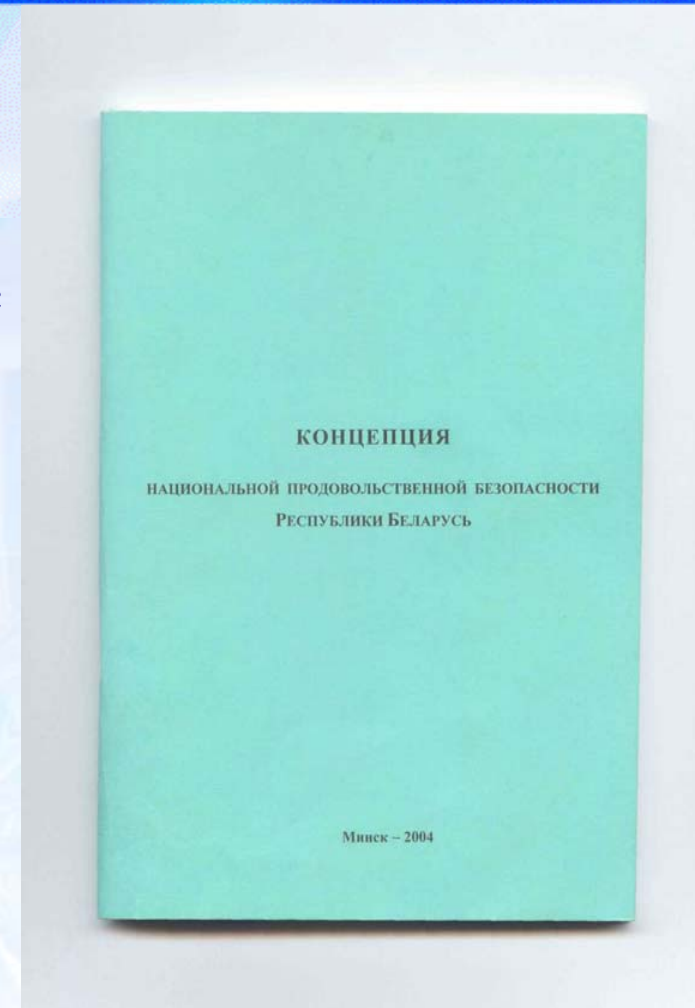 КОНЦЕПЦИЯ
НАЦИОНАЛЬНОЙ ПРОДОВОЛЬСТВЕННОЙ БЕЗОПАСНОСТИ
РЕСПУБЛИКИ БЕЛАРУСЬ
Минск – 2004